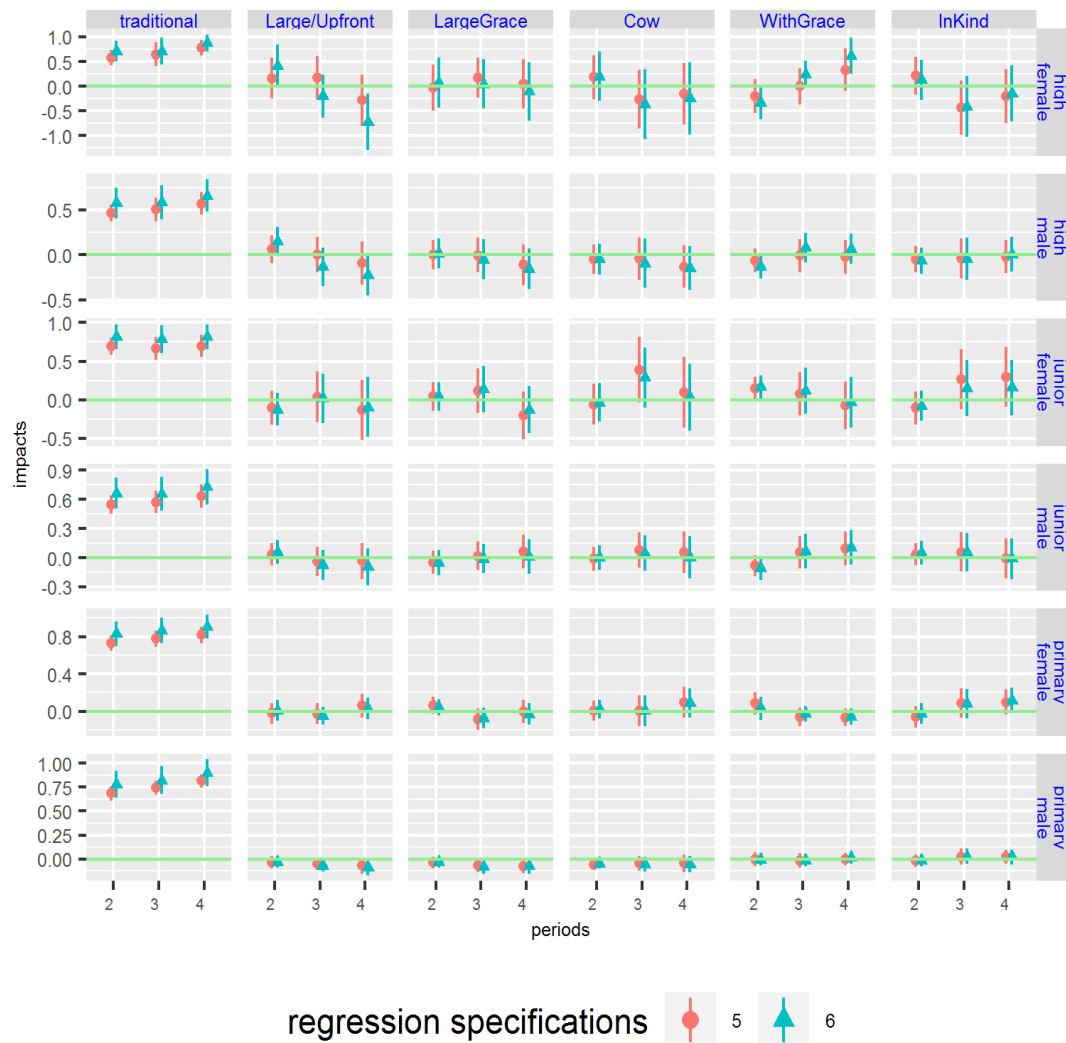 traditional Large/Upfront LargeGrace Cow WithGrace InKind
1.0
0.5
0.0
-0.5
-1.0
high
female
0.5
0.0
-0.5
high
male
1.0
0.5
0.0
-0.5
junior
female
0.9
0.6
0.3
0.0
-0.3
junior
male
0.8
0.4
0.0
primary
female
1.00
0.75
0.50
0.25
0.00
primary
male
impacts
2 3 4 2 3 4 2 3 4 2 3 4 2 3 4 2 3 4
periods
regression specifications 5 6